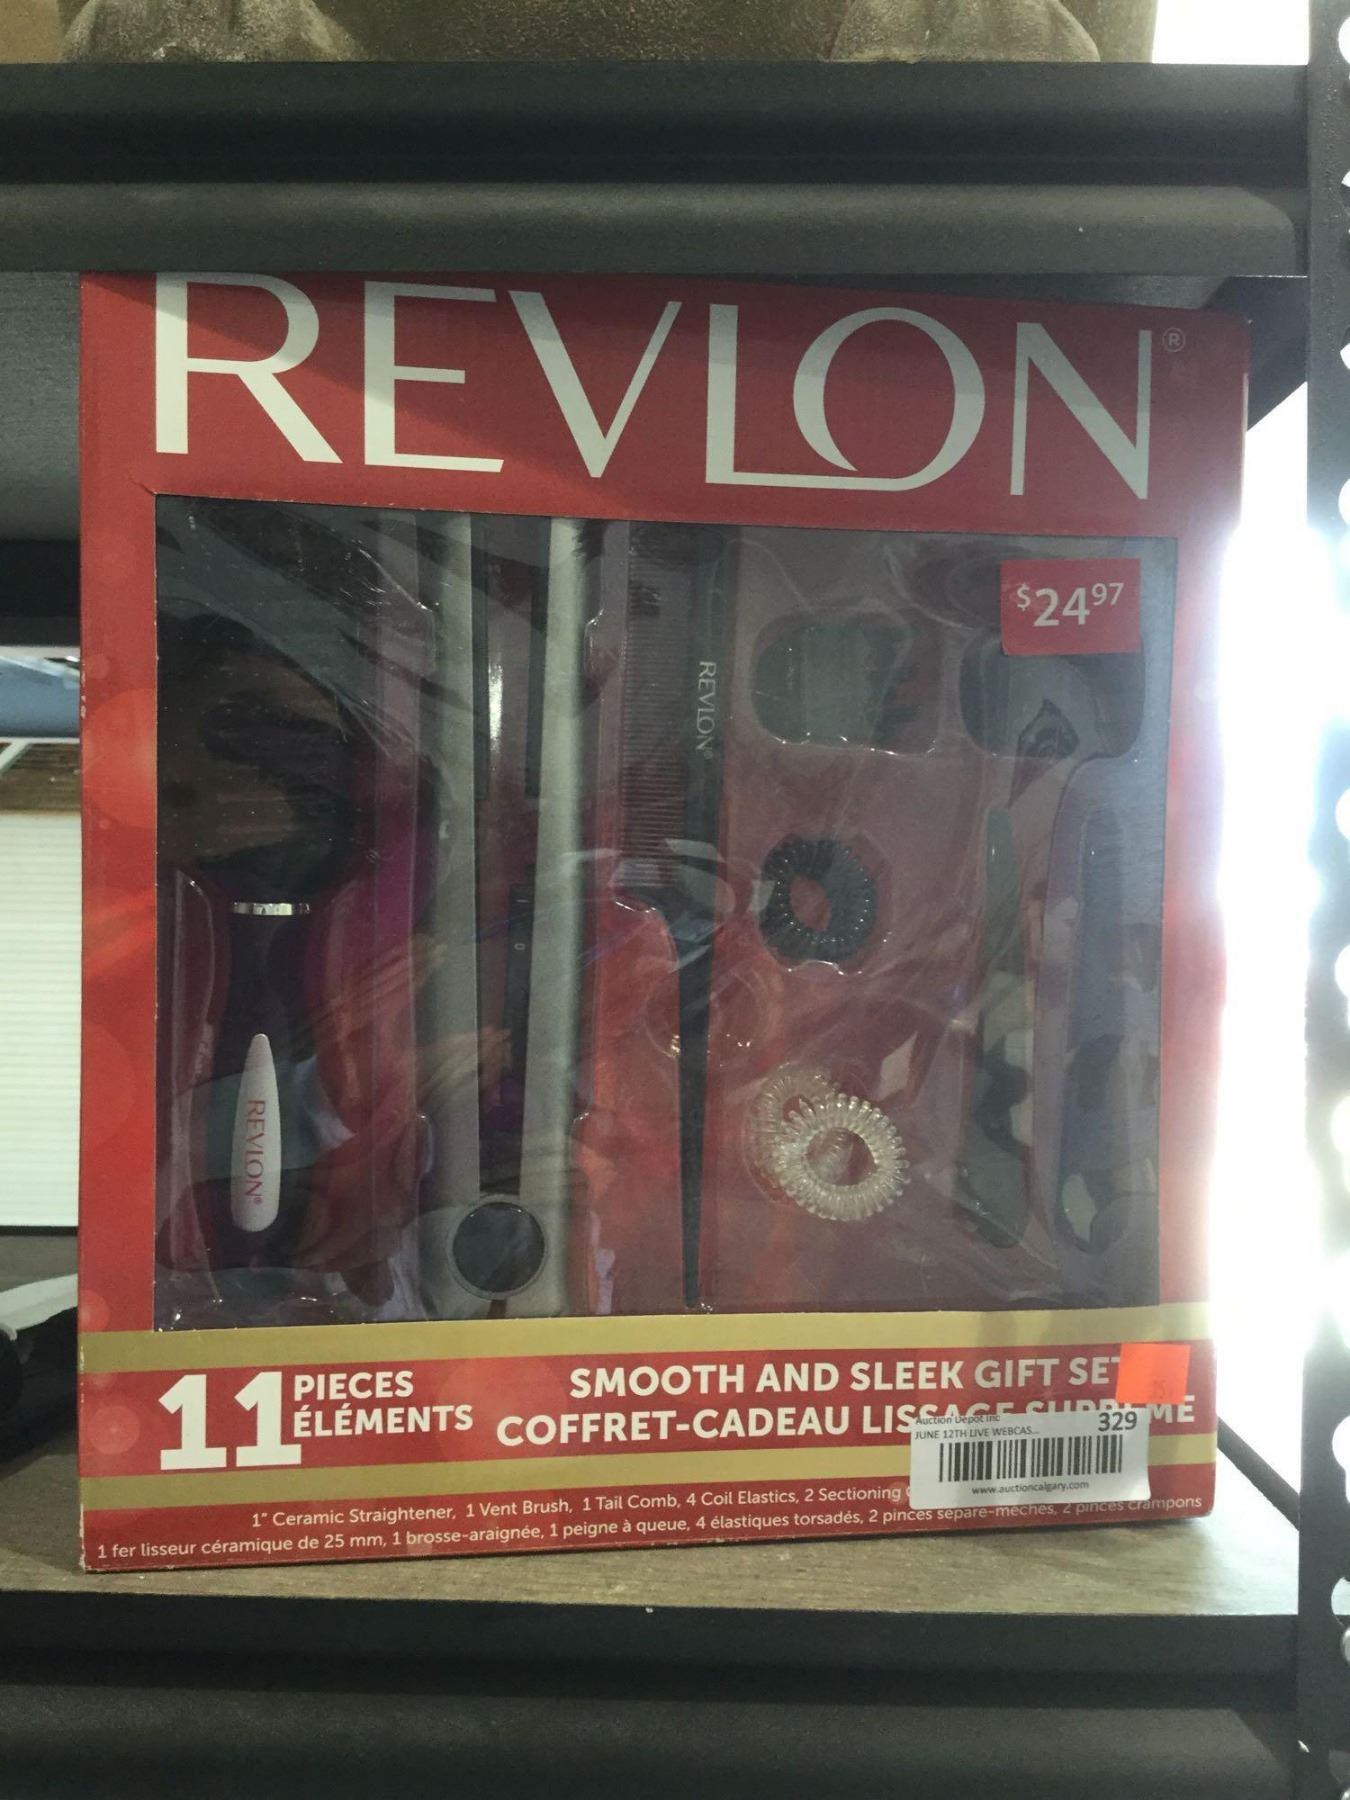 REVLON®
$24.97
REVLON®
REVLON®
11 PIECES
ÉLÉMENTS
SMOOTH AND SLEEK GIFT SET
COFFRET-CADEAU LISSAGE SUPRÊME
15
Auction Depot Inc
329
JUNE 12TH LIVE WEBCAS...
www.auctioncalgary.com
1" Ceramic Straightener, 1 Vent Brush, 1 Tail Comb, 4 Coil Elastics, 2 Sectioning
1 fer lisseur céramique de 25 mm, 1 brosse-araignée, 1 peigne à queue, 4 élastiques torsadés, 2 pinces sépare-mèches, 2 pinces crampons